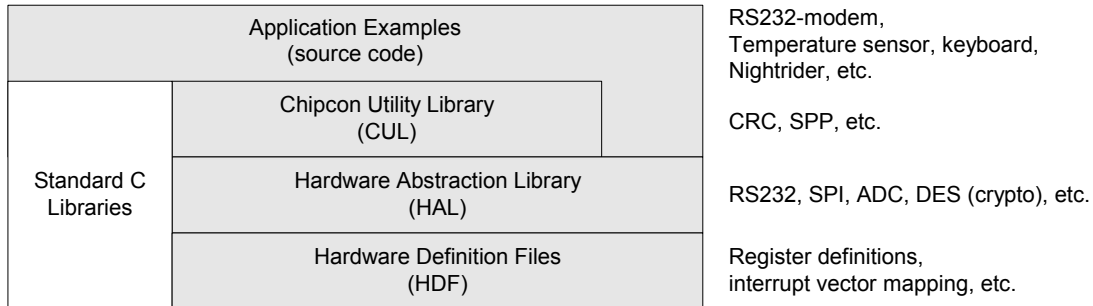 Application Examples
(source code)
RS232-modem,
Temperature sensor, keyboard,
Nightrider, etc.
Chipcon Utility Library
(CUL)
CRC, SPP, etc.
Standard C
Libraries
Hardware Abstraction Library
(HAL)
RS232, SPI, ADC, DES (crypto), etc.
Hardware Definition Files
(HDF)
Register definitions,
interrupt vector mapping, etc.